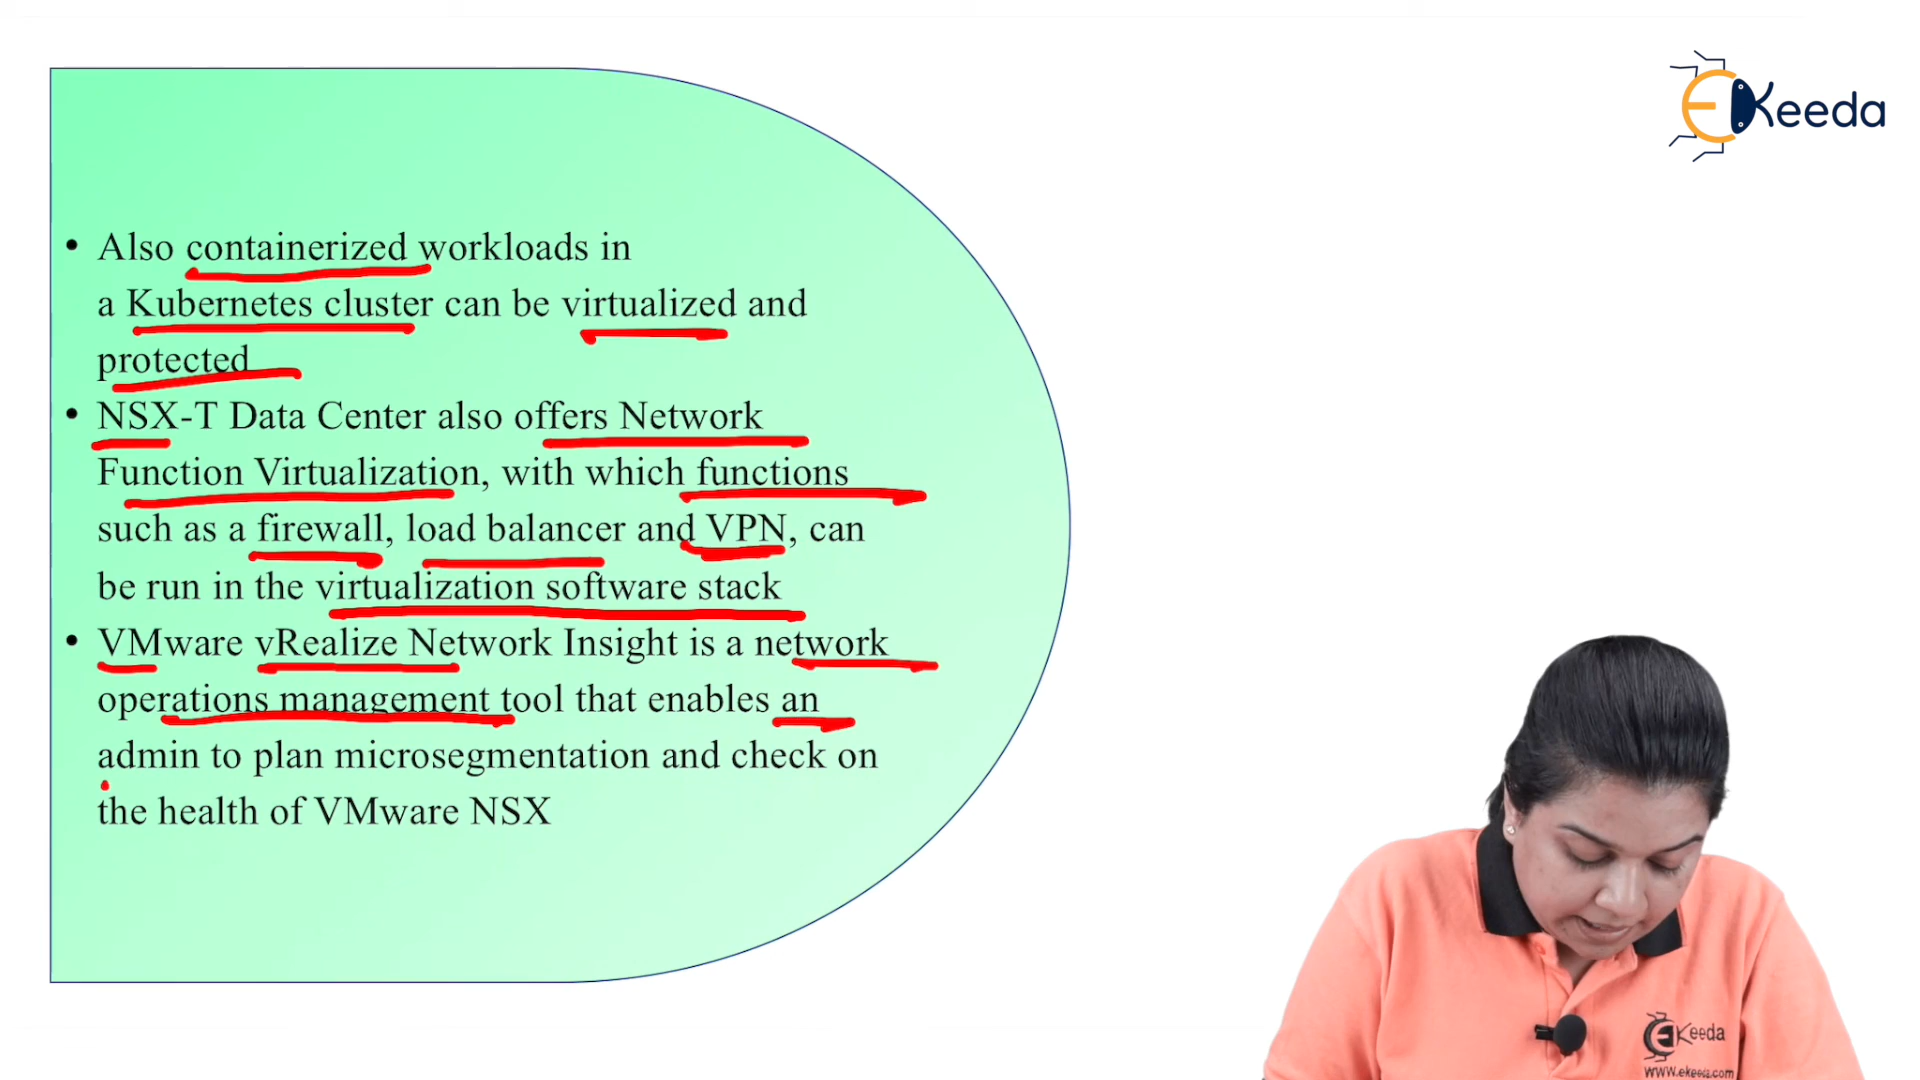 EKeeda
• Also containerized workloads in
a Kubernetes cluster can be virtualized and
protected
• NSX-T Data Center also offers Network
Function Virtualization, with which functions
such as a firewall, load balancer and VPN, can
be run in the virtualization software stack
• VMware vRealize Network Insight is a network
operations management tool that enables an
admin to plan microsegmentation and check on
the health of VMware NSX
EKeeda
www.ekeeda.com